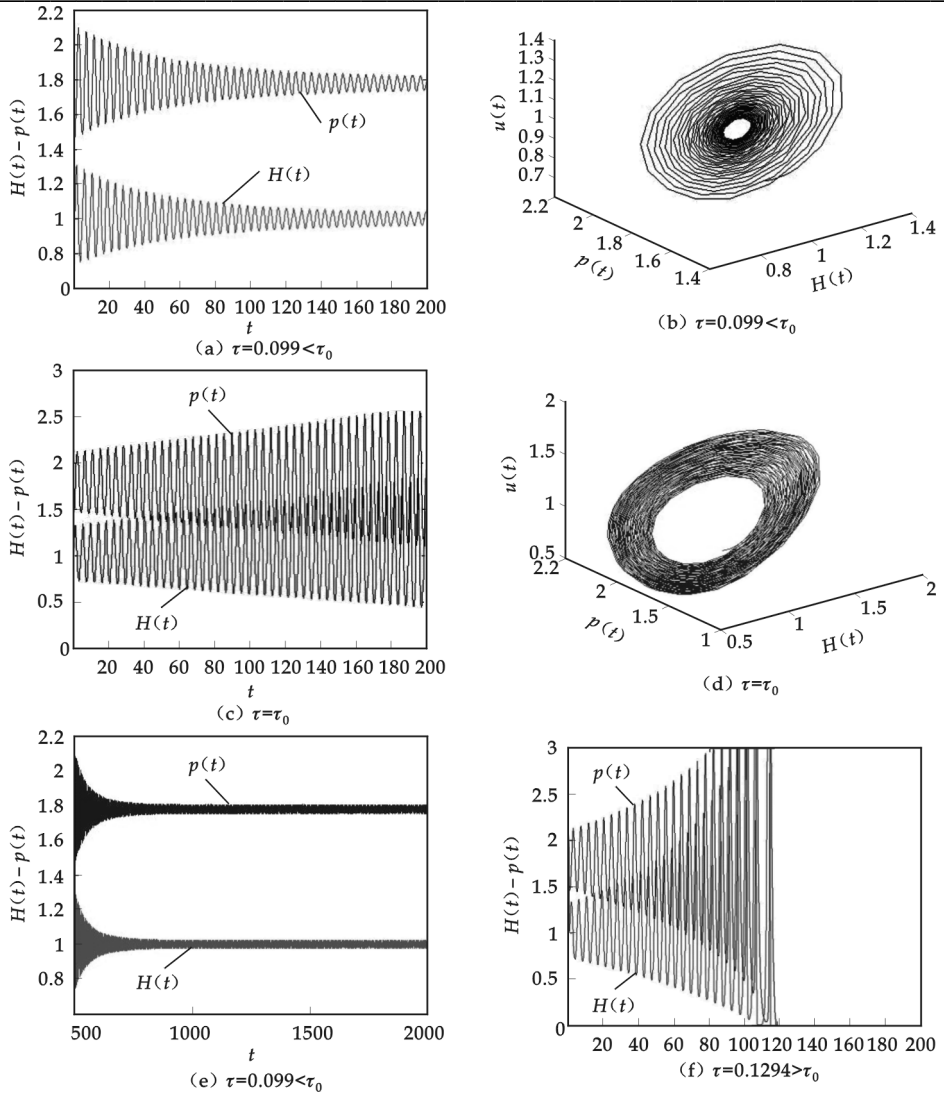 2.2
2
1.8
1.6
1.4
1.2
1
0.8
0
H(t)−p(t)
p(t)
H(t)
20 40 60 80 100 120 140 160 180 200
t
(a) τ=0.099<τ₀
1.4
1.3
1.2
1.1
1
0.9
0.8
0.7
u(t)
2.2
2
1.8
1.6
1.4
p(t)
0.8
1
1.2
1.4
H(t)
(b) τ=0.099<τ₀
3
2.5
2
1.5
1
0.5
0
H(t)−p(t)
p(t)
H(t)
20 40 60 80 100 120 140 160 180 200
t
(c) τ=τ₀
2
1.5
1
0.5
u(t)
2.2
2
1.5
1
p(t)
0.5
1
1.5
2
H(t)
(d) τ=τ₀
2.2
2
1.8
1.6
1.4
1.2
1
0.8
H(t)−p(t)
p(t)
H(t)
500 1000 1500 2000
t
(e) τ=0.099<τ₀
3
2.5
2
1.5
1
0.5
0
H(t)−p(t)
p(t)
H(t)
20 40 60 80 100 120 140 160 180 200
(f) τ=0.1294>τ₀